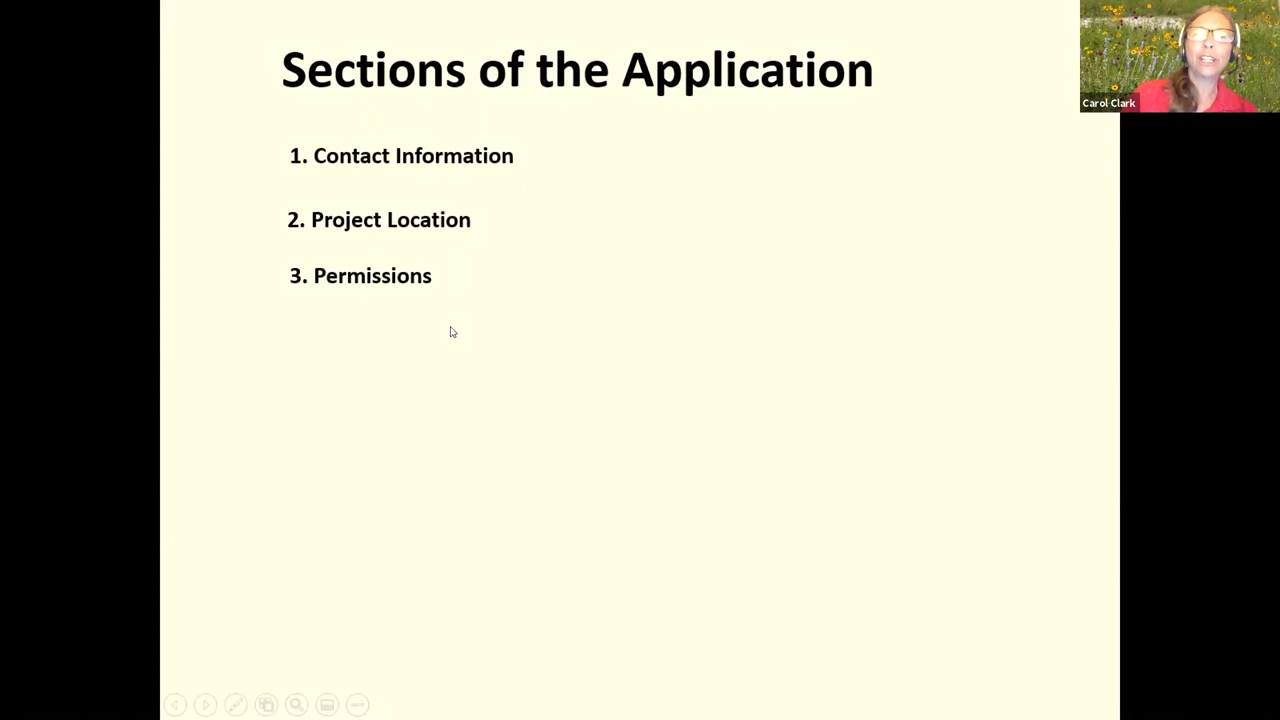 Sections of the Application
Carol Clark
1. Contact Information
2. Project Location
3. Permissions